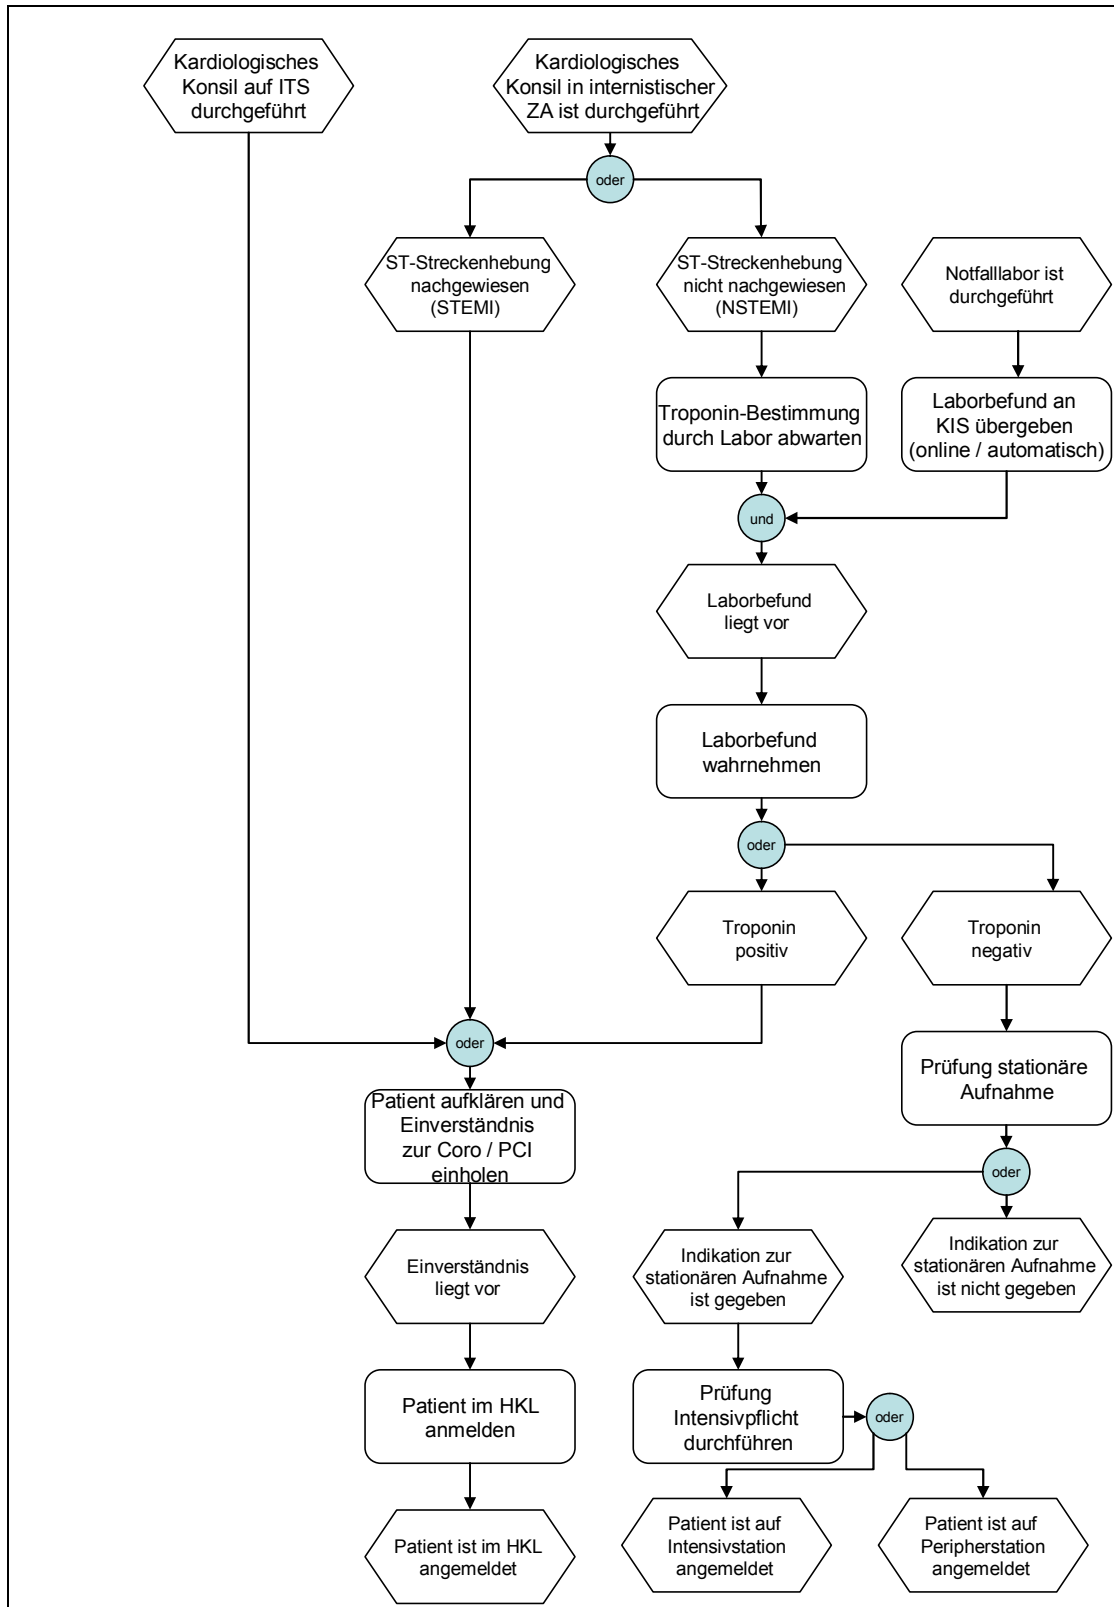 Kardiologisches
Konsil auf ITS
durchgeführt
Kardiologisches
Konsil in internistischer
ZA ist durchgeführt
oder
ST-Streckenhebung
nachgewiesen
(STEMI)
ST-Streckenhebung
nicht nachgewiesen
(NSTEMI)
Notfalllabor ist
durchgeführt
Troponin-Bestimmung
durch Labor abwarten
Laborbefund an
KIS übergeben
(online / automatisch)
und
Laborbefund
liegt vor
Laborbefund
wahrnehmen
oder
Troponin
positiv
Troponin
negativ
oder
Prüfung stationäre
Aufnahme
Patient aufklären und
Einverständnis
zur Coro / PCI
einholen
oder
Einverständnis
liegt vor
Indikation zur
stationären Aufnahme
ist gegeben
Indikation zur
stationären Aufnahme
ist nicht gegeben
Patient im HKL
anmelden
Prüfung
Intensivpflicht
durchführen
oder
Patient ist im HKL
angemeldet
Patient ist auf
Intensivstation
angemeldet
Patient ist auf
Peripherstation
angemeldet